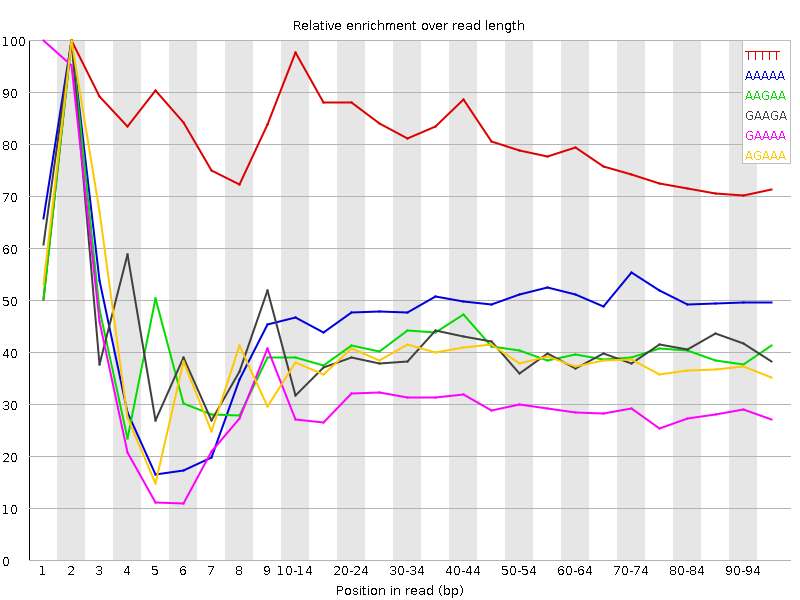 Relative enrichment over read length
TTTTT
AAAAA
AAGAA
GAAGA
GAAAA
AGAAA
100
90
80
70
60
50
40
30
20
10
0
1 2 3 4 5 6 7 8 9 10-14 20-24 30-34 40-44 50-54 60-64 70-74 80-84 90-94
Position in read (bp)